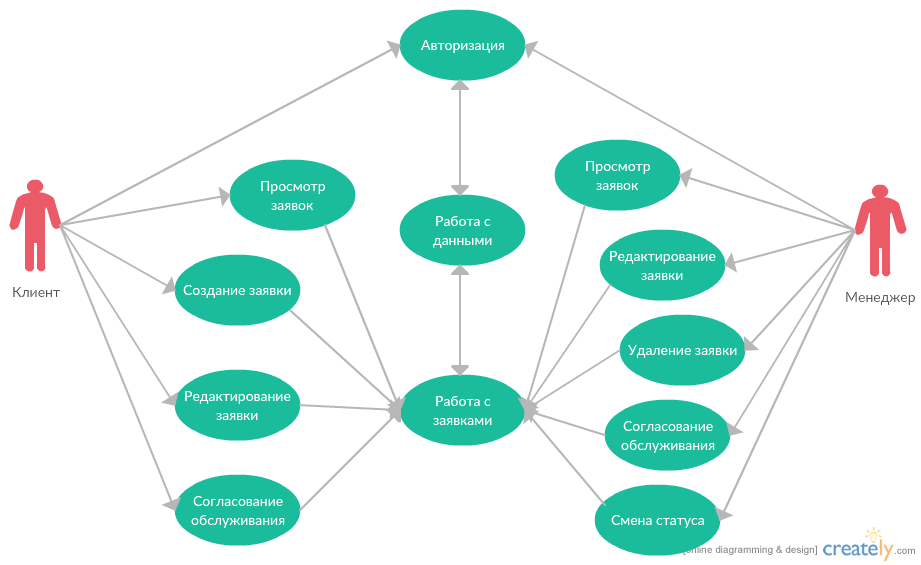 Авторизация
Просмотр
заявок
Просмотр
заявок
Работа с
данными
Редактирование
заявки
Клиент
Создание заявки
Менеджер
Удаление заявки
Редактирование
заявки
Работа с
заявками
Согласование
обслуживания
Согласование
обслуживания
Смена статуса
[online diagramming & design]
creately.com